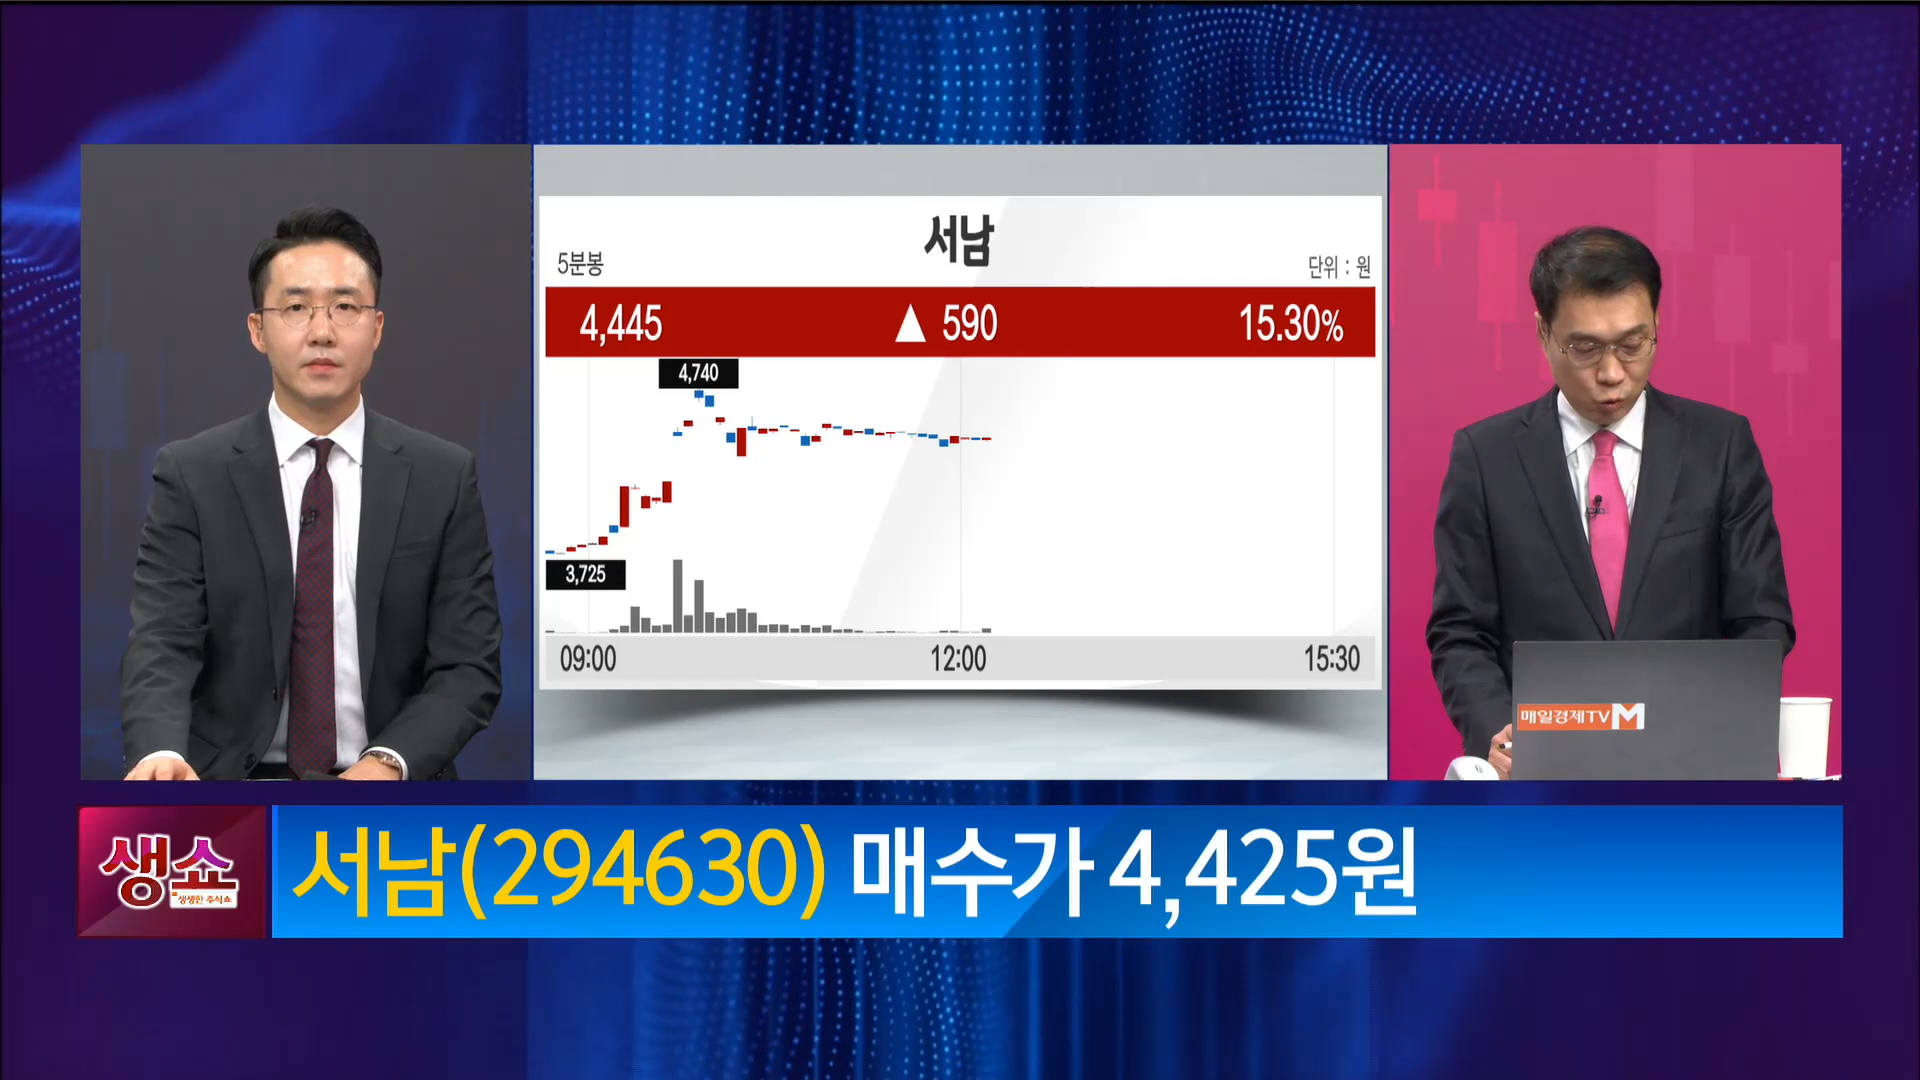 서남
5분봉
단위 : 원
4,445 ▲ 590 15.30%
4,740
3,725
09:00 12:00 15:30
매일경제TV M
생쇼
생생한 주식쇼
서남(294630) 매수가 4,425원